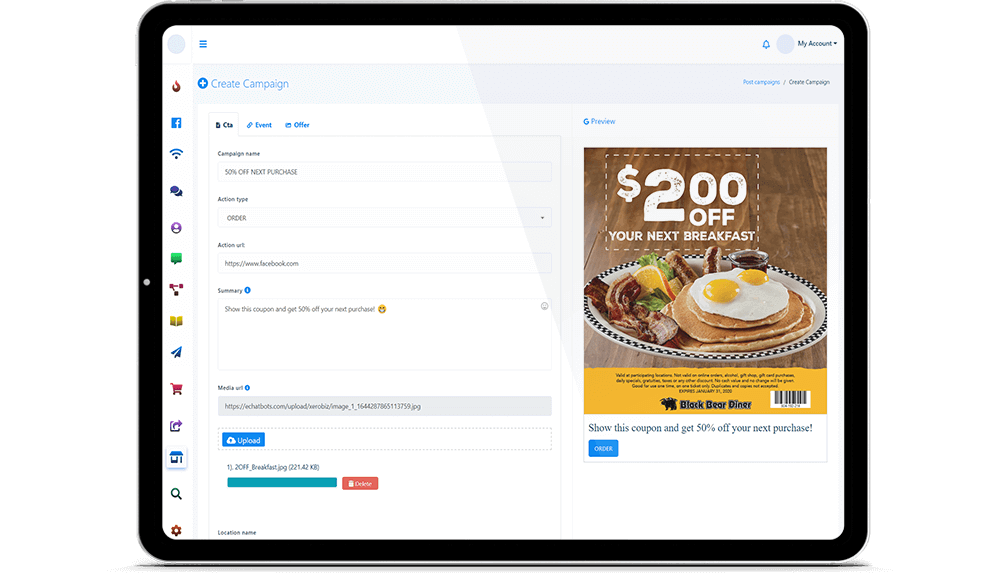 My Account
Create Campaign
Post campaigns / Create Campaign
Cta
Event
Offer
Preview
Campaign name
50% OFF NEXT PURCHASE
Action type
ORDER
Action url:
https://www.facebook.com
Summary
Show this coupon and get 50% off your next purchase! 😁
Media url
https://echatbots.com/upload/xerobiz/image_1_1644287865113759.jpg
Upload
1). 2OFF_Breakfast.jpg (221.42 KB)
Delete
Location name
$200
OFF
YOUR NEXT BREAKFAST
Valid at participating locations. Not valid on online orders, alcohol, gift shop, gift card purchases,
daily specials, gratuities, taxes or any other discount. No cash value and no change will be given.
Good for one time, on one ticket only. Duplicates and copies not accepted.
EXPIRES JANUARY 31, 2020
Black Bear Diner
Show this coupon and get 50% off your next purchase!
ORDER